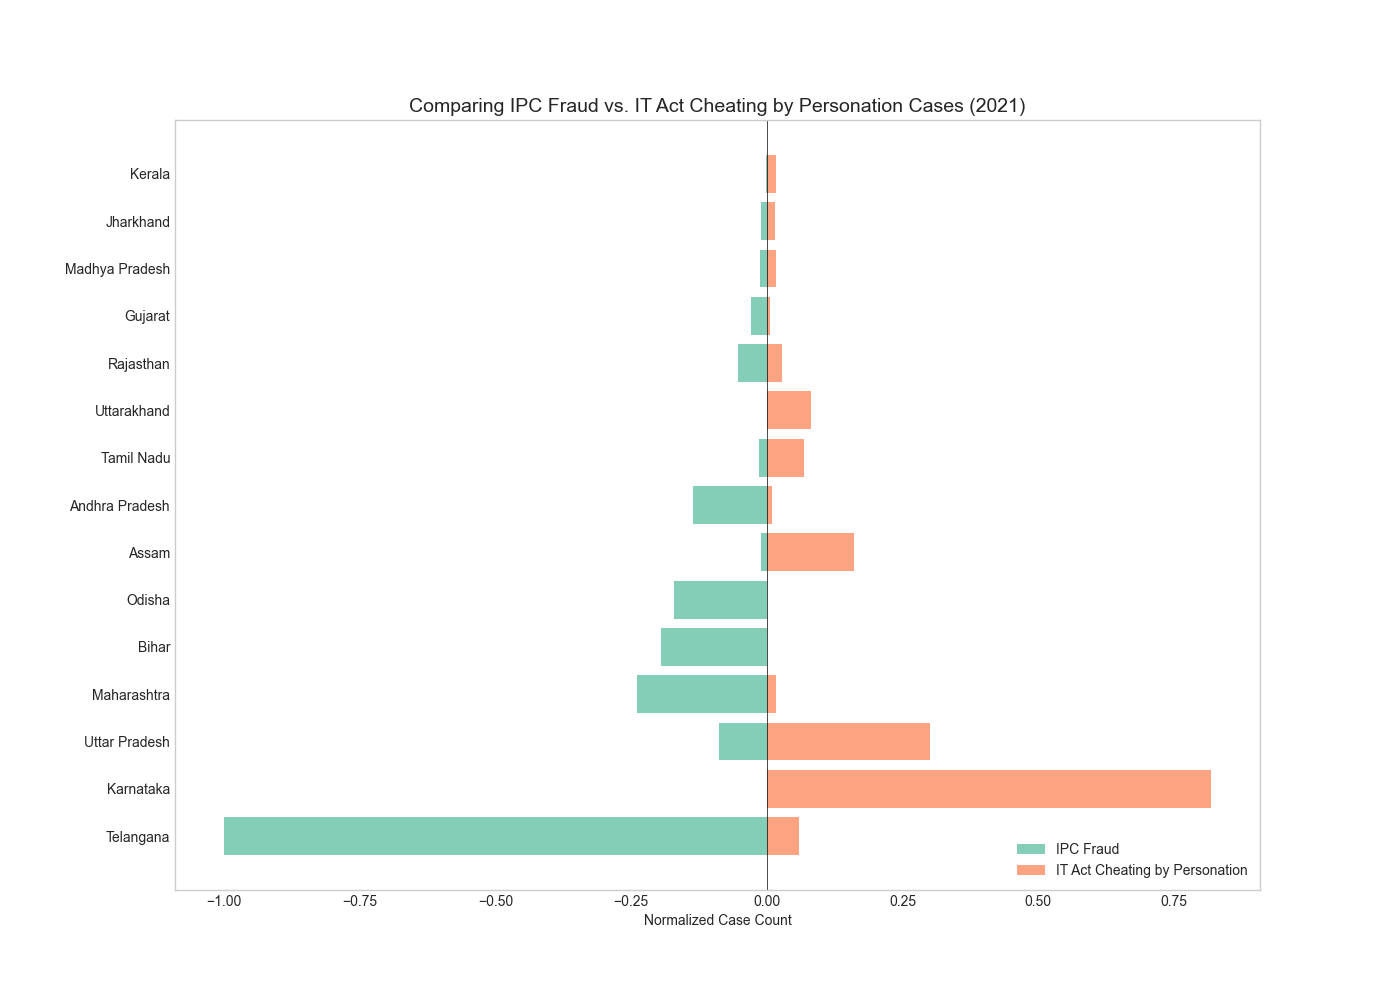 Comparing IPC Fraud vs. IT Act Cheating by Personation Cases (2021)
Kerala
Jharkhand
Madhya Pradesh
Gujarat
Rajasthan
Uttarakhand
Tamil Nadu
Andhra Pradesh
Assam
Odisha
Bihar
Maharashtra
Uttar Pradesh
Karnataka
Telangana
IPC Fraud
IT Act Cheating by Personation
−1.00 −0.75 −0.50 −0.25 0.00 0.25 0.50 0.75
Normalized Case Count